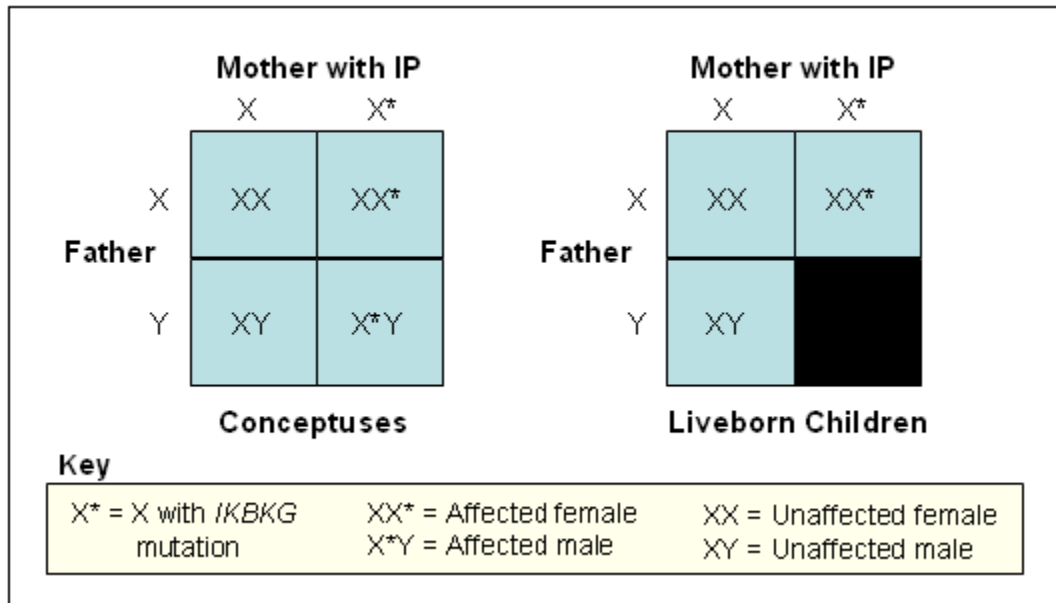 Mother with IP
X X*
X XX XX*
Father
Y XY X*Y
Conceptuses
Mother with IP
X X*
X XX XX*
Father
Y XY
Liveborn Children
Key
X* = X with IKBKG
mutation
XX* = Affected female
X*Y = Affected male
XX = Unaffected female
XY = Unaffected male